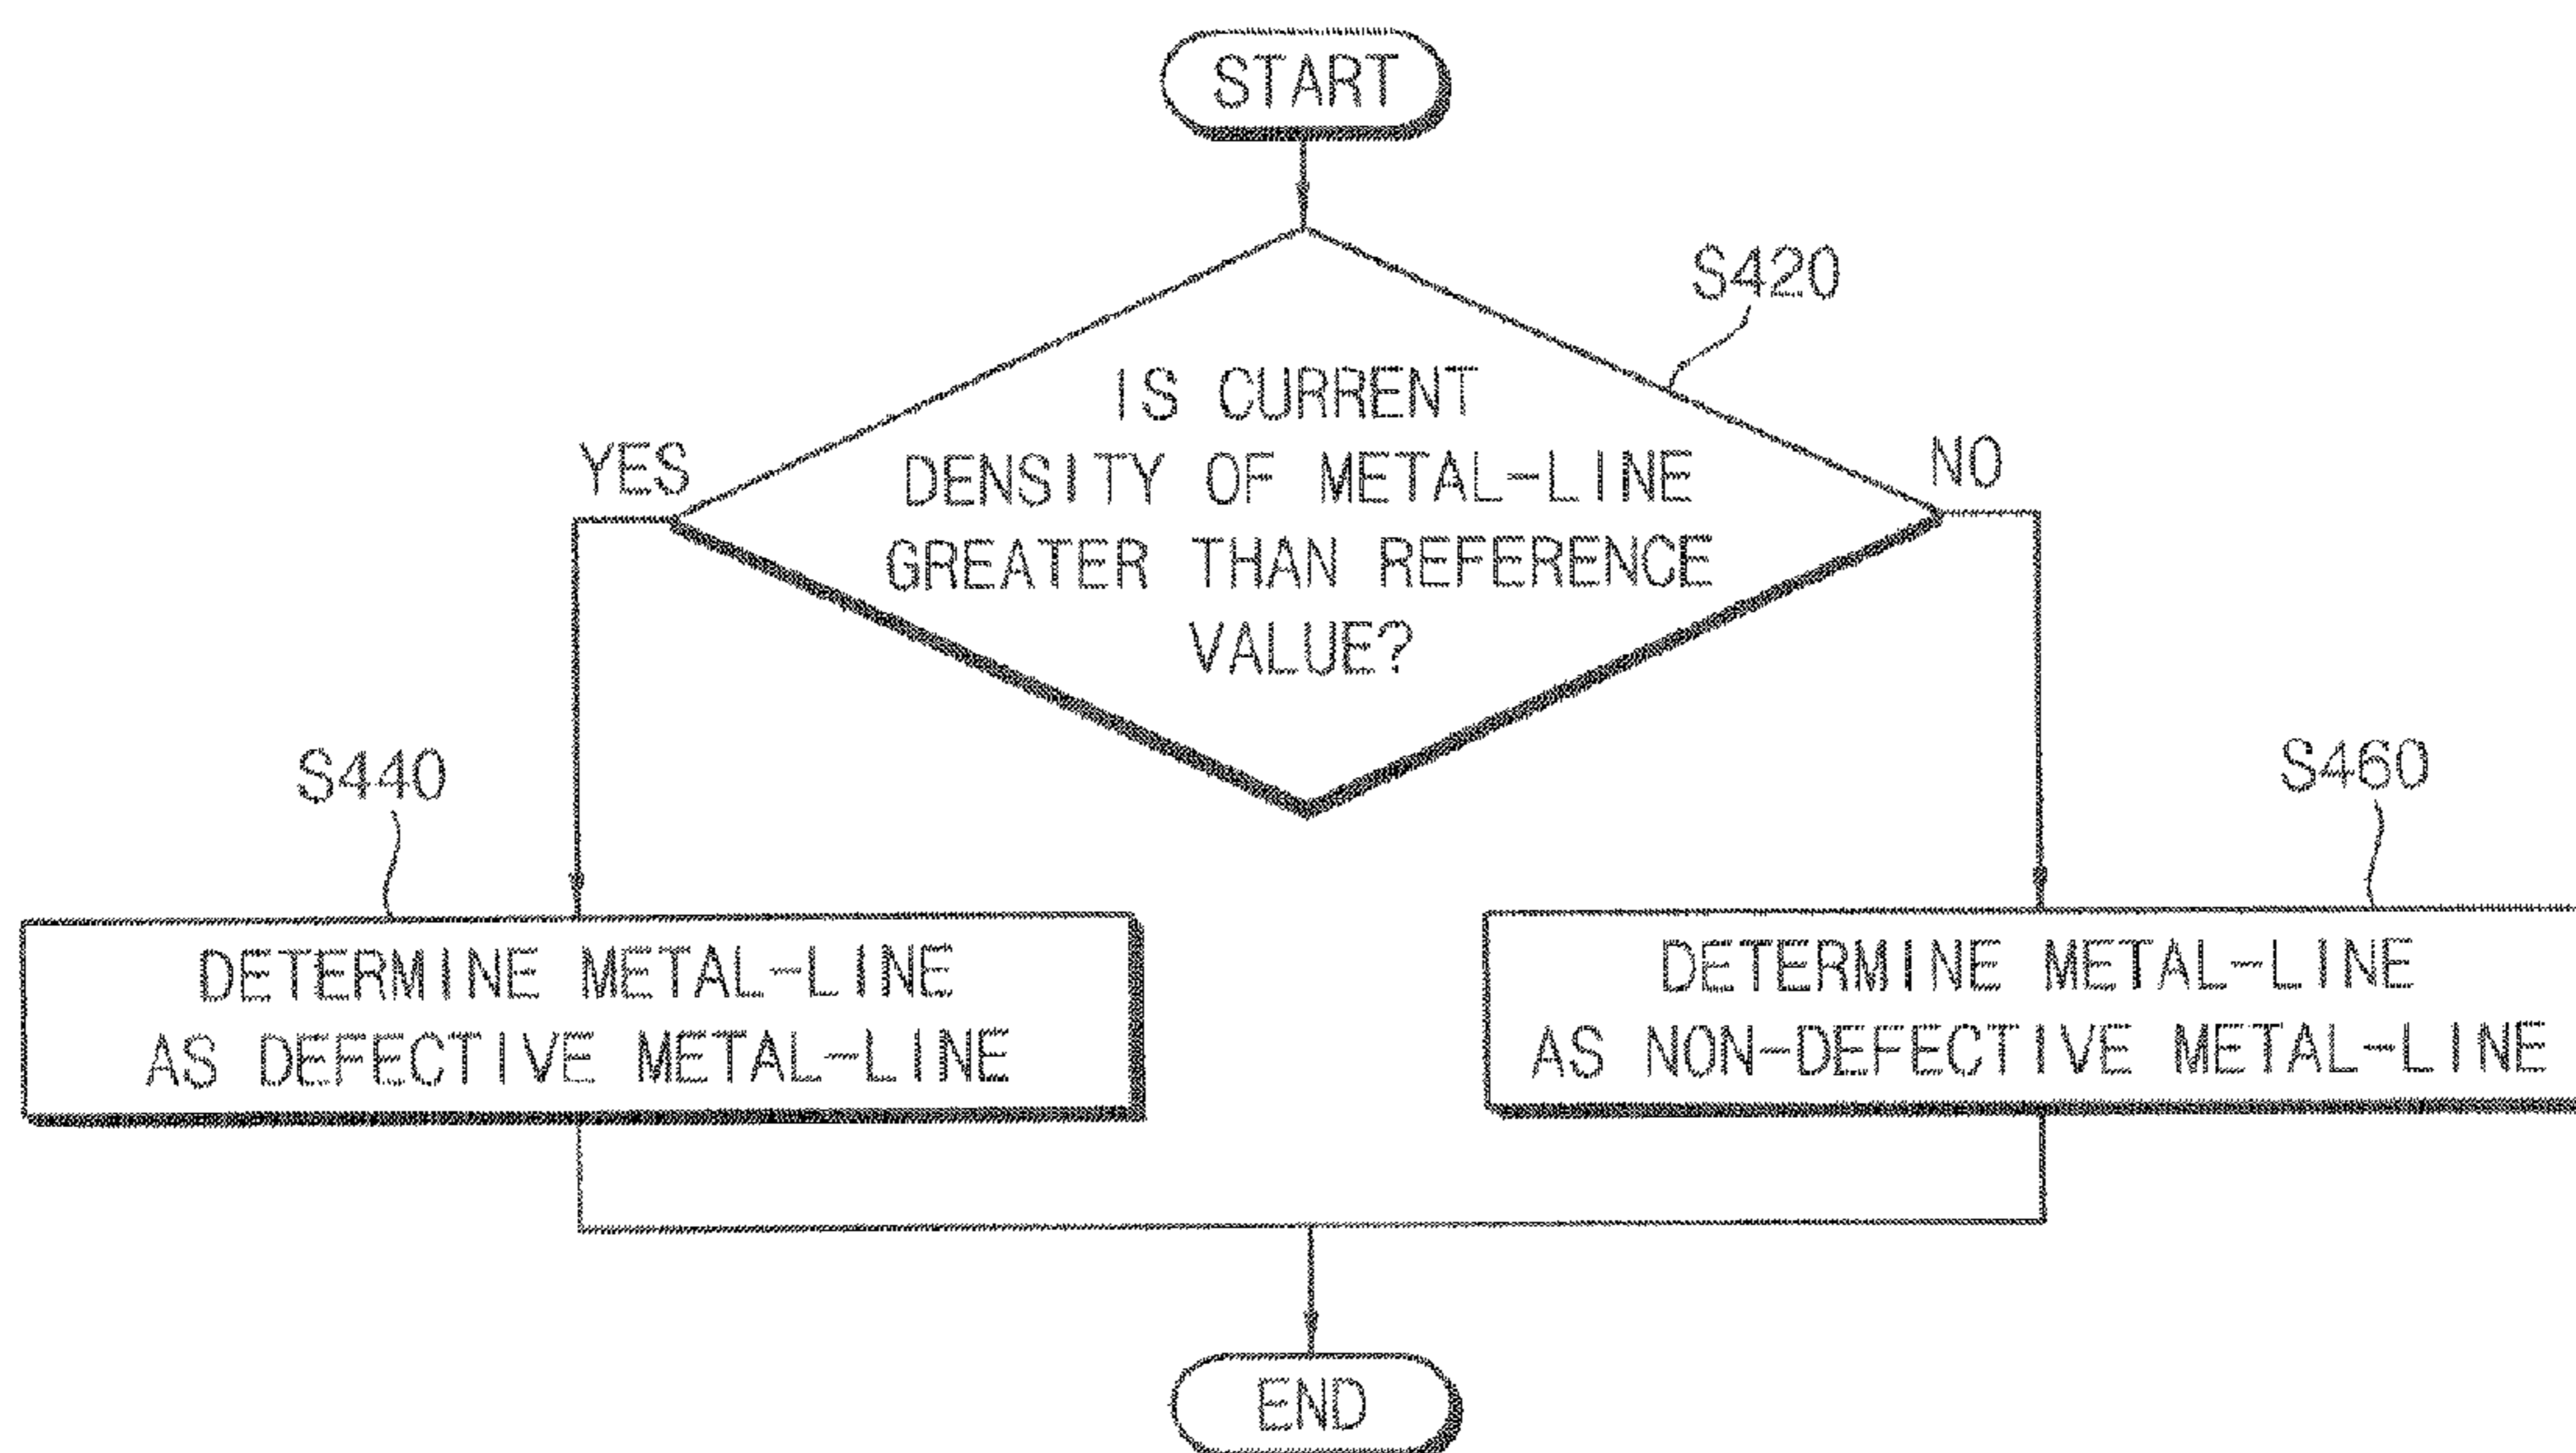 START
S420
IS CURRENT
DENSITY OF METAL-LINE
GREATER THAN REFERENCE
VALUE?
YES
NO
S440
S460
DETERMINE METAL-LINE
AS DEFECTIVE METAL-LINE
DETERMINE METAL-LINE
AS NON-DEFECTIVE METAL-LINE
END